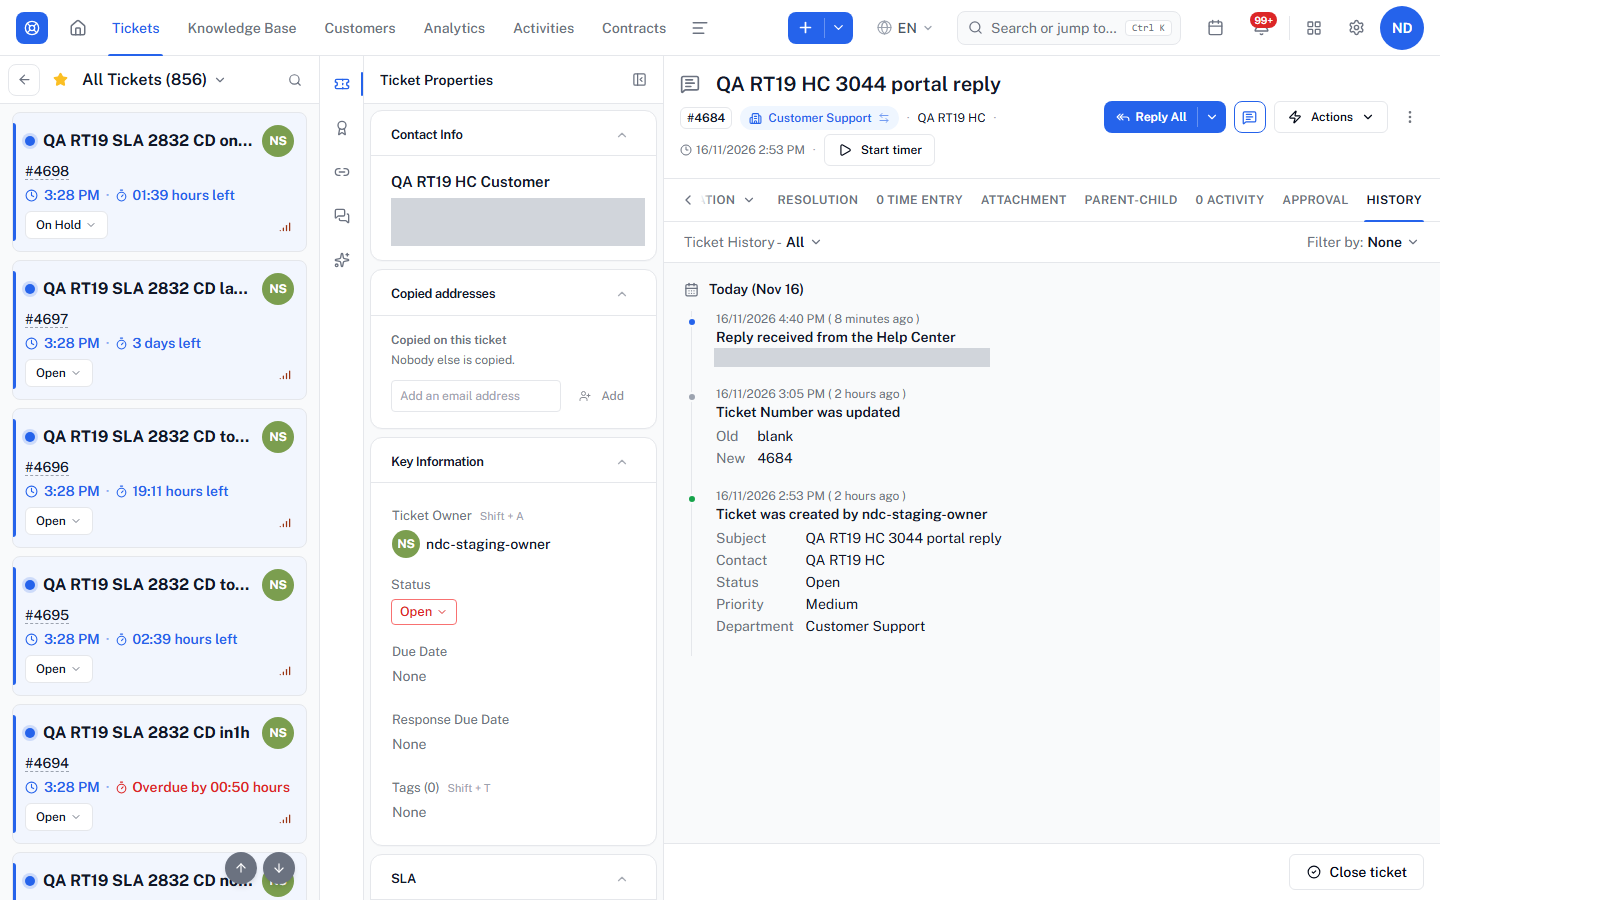 Tickets
Knowledge Base
Customers
Analytics
Activities
Contracts
EN
Search or jump to...
Ctrl K
99+
ND
All Tickets (856)
QA RT19 SLA 2832 CD on...
NS
#4698
3:28 PM · 01:39 hours left
On Hold
QA RT19 SLA 2832 CD la...
NS
#4697
3:28 PM · 3 days left
Open
QA RT19 SLA 2832 CD to...
NS
#4696
3:28 PM · 19:11 hours left
Open
QA RT19 SLA 2832 CD to...
NS
#4695
3:28 PM · 02:39 hours left
Open
QA RT19 SLA 2832 CD in1h
NS
#4694
3:28 PM · Overdue by 00:50 hours
Open
QA RT19 SLA 2832 CD
Ticket Properties
Contact Info
QA RT19 HC Customer
Copied addresses
Copied on this ticket
Nobody else is copied.
Add an email address
Add
Key Information
Ticket Owner Shift + A
NS ndc-staging-owner
Status
Open
Due Date
None
Response Due Date
None
Tags (0) Shift + T
None
SLA
QA RT19 HC 3044 portal reply
#4684
Customer Support
· QA RT19 HC ·
16/11/2026 2:53 PM ·
Start timer
Reply All
Actions
RESOLUTION
0 TIME ENTRY
ATTACHMENT
PARENT-CHILD
0 ACTIVITY
APPROVAL
HISTORY
Ticket History - All
Filter by: None
Today (Nov 16)
16/11/2026 4:40 PM ( 8 minutes ago )
Reply received from the Help Center
16/11/2026 3:05 PM ( 2 hours ago )
Ticket Number was updated
Old blank
New 4684
16/11/2026 2:53 PM ( 2 hours ago )
Ticket was created by ndc-staging-owner
Subject QA RT19 HC 3044 portal reply
Contact QA RT19 HC
Status Open
Priority Medium
Department Customer Support
Close ticket